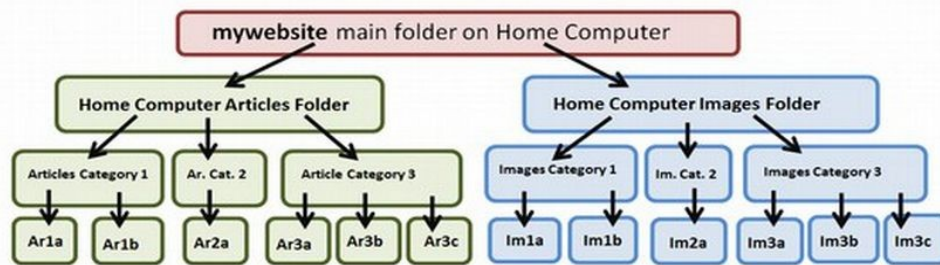 mywebsite main folder on Home Computer
Home Computer Articles Folder
Home Computer Images Folder
Articles Category 1
Ar. Cat. 2
Article Category 3
Images Category 1
Im. Cat. 2
Images Category 3
Ar1a
Ar1b
Ar2a
Ar3a
Ar3b
Ar3c
Im1a
Im1b
Im2a
Im3a
Im3b
Im3c